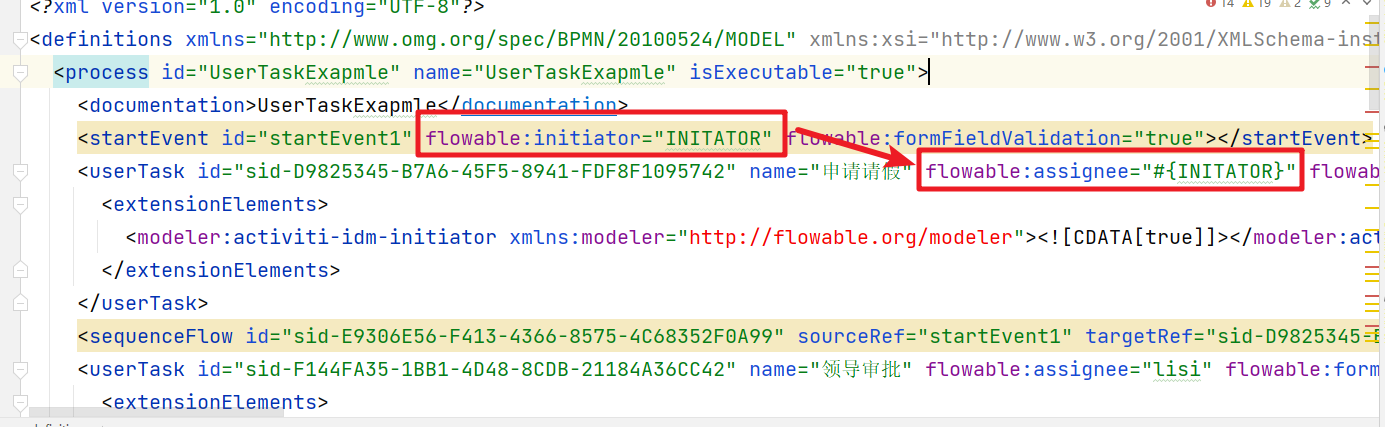 <?xml version="1.0" encoding="UTF-8"?>
14 19 2 9
<definitions xmlns="http://www.omg.org/spec/BPMN/20100524/MODEL" xmlns:xsi="http://www.w3.org/2001/XMLSchema-inst
<process id="UserTaskExapmle" name="UserTaskExapmle" isExecutable="true">
<documentation>UserTaskExapmle</documentation>
<startEvent id="startEvent1" flowable:initiator="INITATOR" flowable:formFieldValidation="true"></startEvent>
<userTask id="sid-D9825345-B7A6-45F5-8941-FDF8F1095742" name="申请请假" flowable:assignee="#{INITATOR}" flowab
<extensionElements>
<modeler:activiti-idm-initiator xmlns:modeler="http://flowable.org/modeler"><![CDATA[true]]></modeler:act
</extensionElements>
</userTask>
<sequenceFlow id="sid-E9306E56-F413-4366-8575-4C68352F0A99" sourceRef="startEvent1" targetRef="sid-D9825345-B
<userTask id="sid-F144FA35-1BB1-4D48-8CDB-21184A36CC42" name="领导审批" flowable:assignee="lisi" flowable:form
<extensionElements>